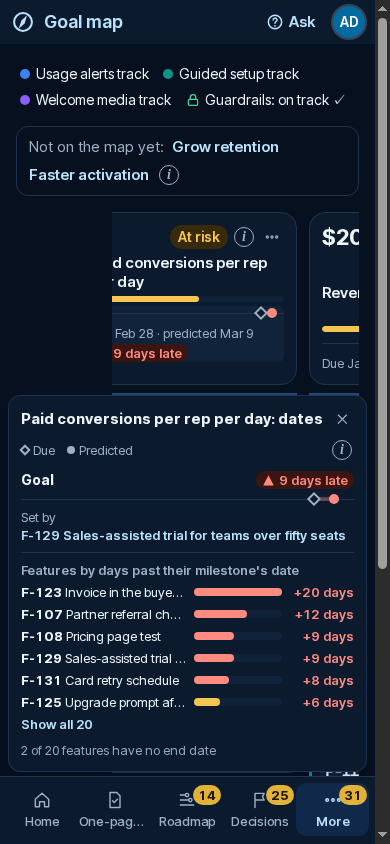 Goal map
Ask
AD
Usage alerts track
Guided setup track
Welcome media track
Guardrails: on track ✓
Not on the map yet: Grow retention
Faster activation
i
At risk
i
d conversions per rep
day
$20
Rever
Feb 28 · predicted Mar 9
9 days late
Due Ja
Paid conversions per rep per day: dates
Due
Predicted
i
Goal
▲ 9 days late
Set by
F-129 Sales-assisted trial for teams over fifty seats
Features by days past their milestone's date
F-123 Invoice in the buye… +20 days
F-107 Partner referral ch… +12 days
F-108 Pricing page test +9 days
F-129 Sales-assisted trial … +9 days
F-131 Card retry schedule +8 days
F-125 Upgrade prompt af… +6 days
Show all 20
2 of 20 features have no end date
Home
One-pag…
14
Roadmap
25
Decisions
31
More